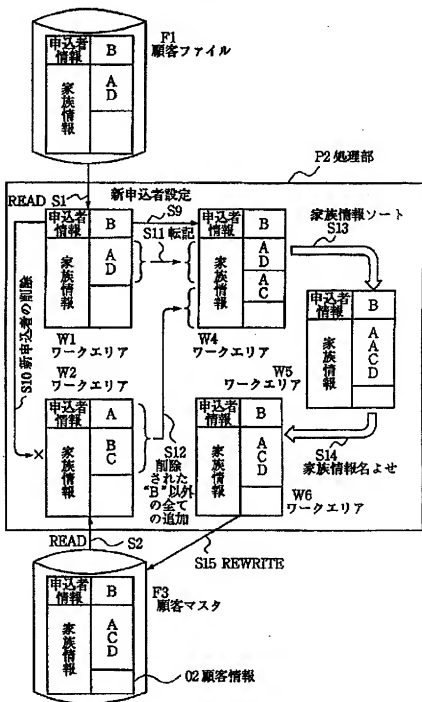 F1
顧客ファイル
申込者
情報
B
家族情報
A
D
P2 処理部
READ S1
新申込者設定
S9
S11 転記
家族情報ソート
S13
申込者
情報
B
家族情報
A
D
W1
ワークエリア
申込者
情報
B
家族情報
A
D
A
C
W4
ワークエリア
申込者
情報
B
家族情報
A
A
C
D
W5
ワークエリア
S10 新申込者の削除
W2
ワークエリア
申込者
情報
A
家族情報
B
C
×
S12
削除
された
"B"以外
の全て
の追加
申込者
情報
B
家族情報
A
C
D
W6
ワークエリア
S14
家族情報名よせ
READ
S2
S15 REWRITE
F3
顧客マスタ
申込者
情報
B
家族情報
A
C
D
02 顧客情報